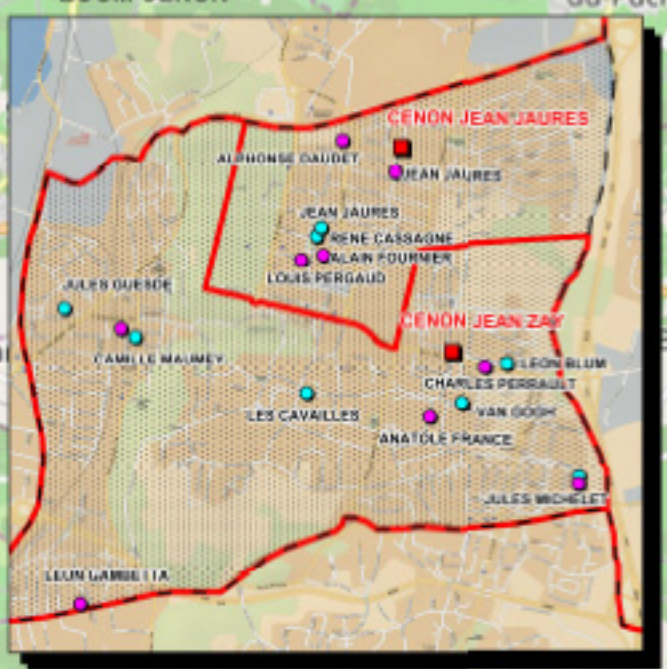 CENON JEAN JAURES
ALPHONSE DAUDET
JEAN JAURES
JEAN JAURES
RENE CASSAGNE
ALAIN FOURNIER
LOUIS PERGAUD
JULES GUESDE
CENON JEAN ZAY
CAMILLE MAUMEY
LEON BLUM
CHARLES PERRAULT
LES CAVAILLES
VAN GOGH
ANATOLE FRANCE
JULES MICHELET
LEON GAMBETTA